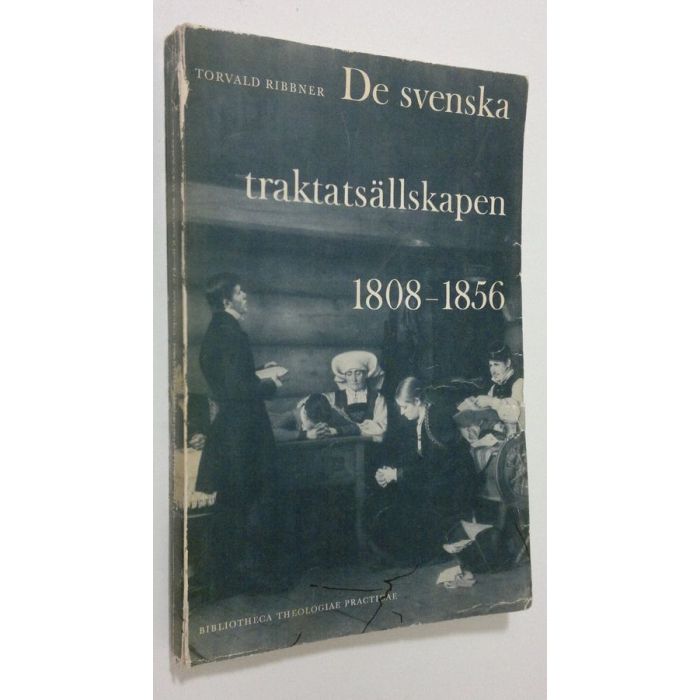 TORVALD RIBBNER De svenska
traktatsällskapen
1808–1856
BIBLIOTHECA THEOLOGIAE PRACTICAE